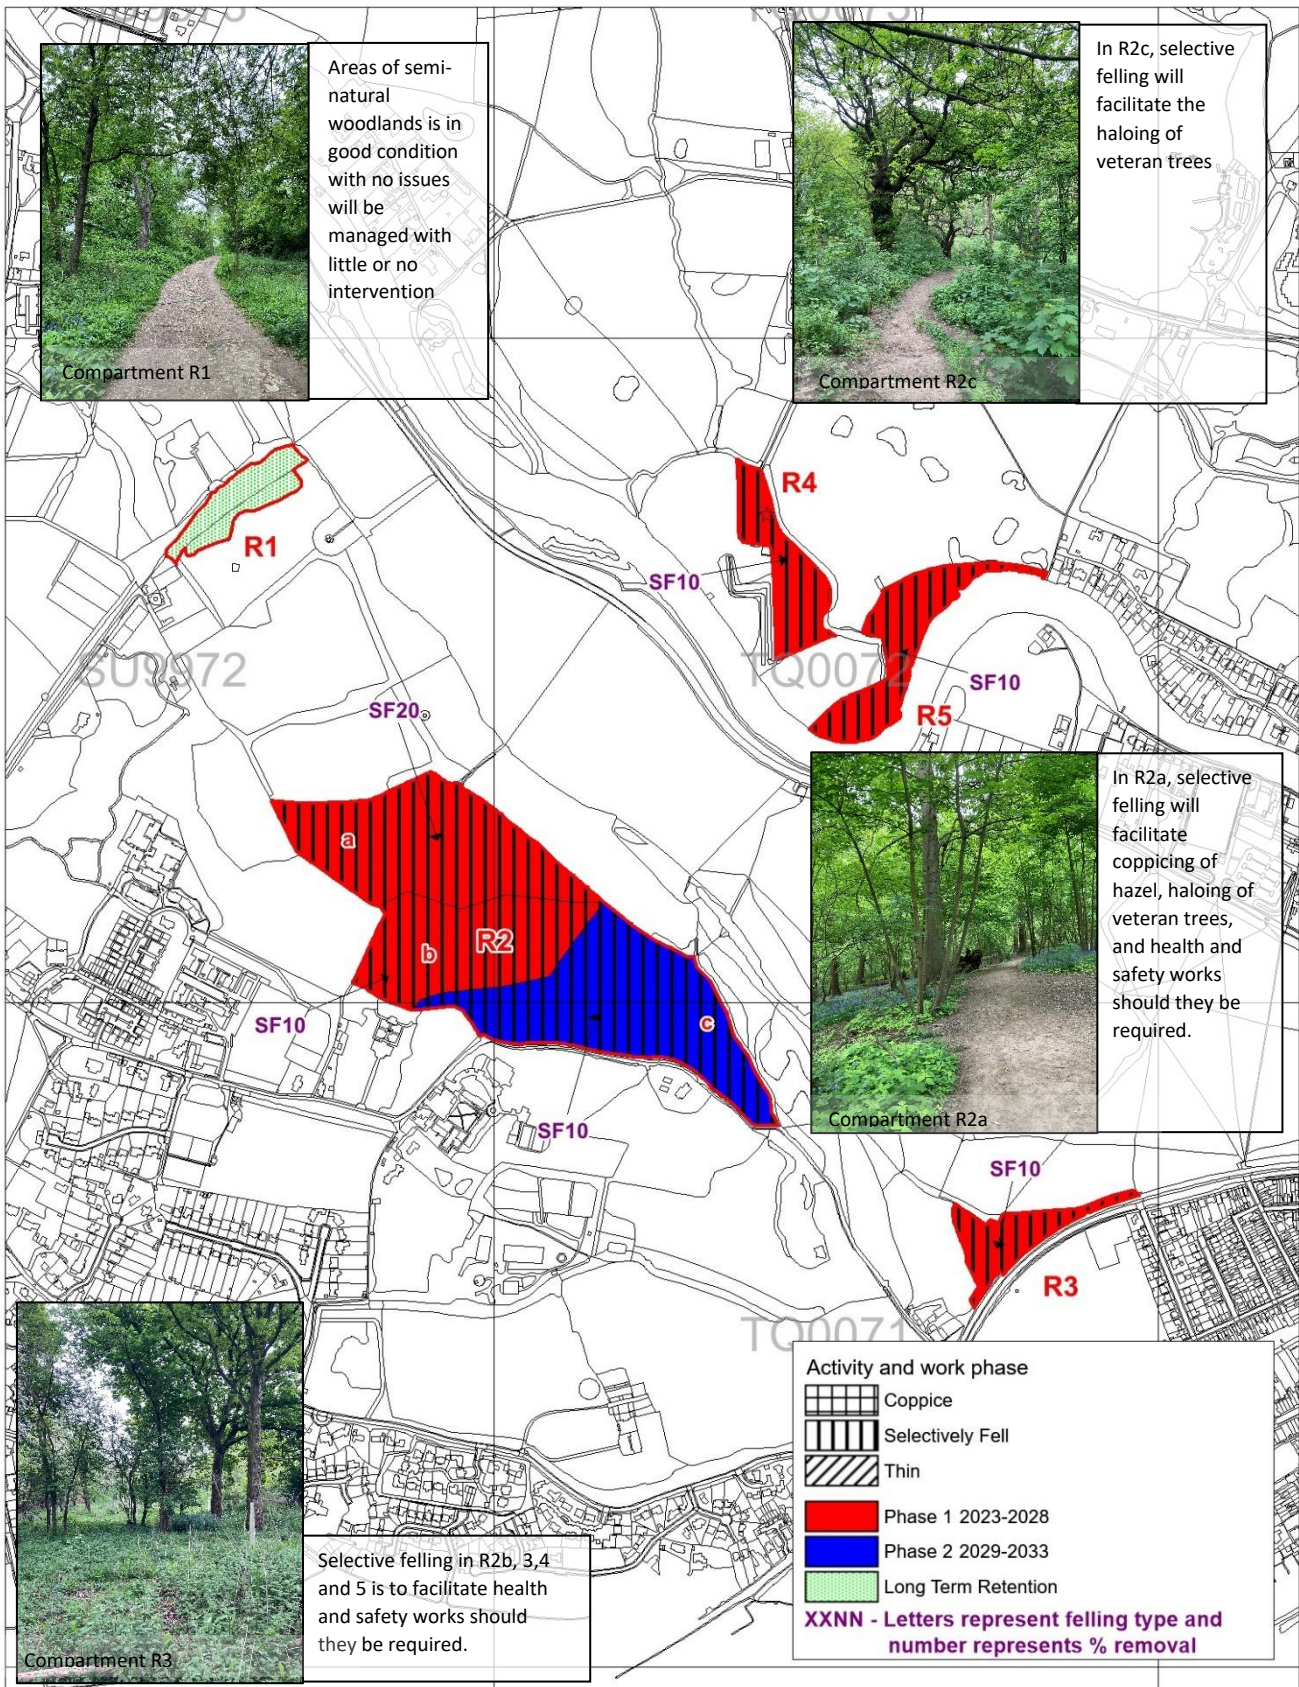 Areas of semi-
natural
woodlands is in
good condition
with no issues
will be
managed with
little or no
intervention
Compartment R1
In R2c, selective
felling will
facilitate the
haloing of
veteran trees
Compartment R2c
R1
R4
SF10
SU9972
TQ0072
SF10
R5
SF20
a
b
R2
c
SF10
SF10
In R2a, selective
felling will
facilitate
coppicing of
hazel, haloing of
veteran trees,
and health and
safety works
should they be
required.
Compartment R2a
SF10
R3
TQ0071
Selective felling in R2b, 3,4
and 5 is to facilitate health
and safety works should
they be required.
Compartment R3
Activity and work phase
Coppice
Selectively Fell
Thin
Phase 1 2023-2028
Phase 2 2029-2033
Long Term Retention
XXNN - Letters represent felling type and
number represents % removal